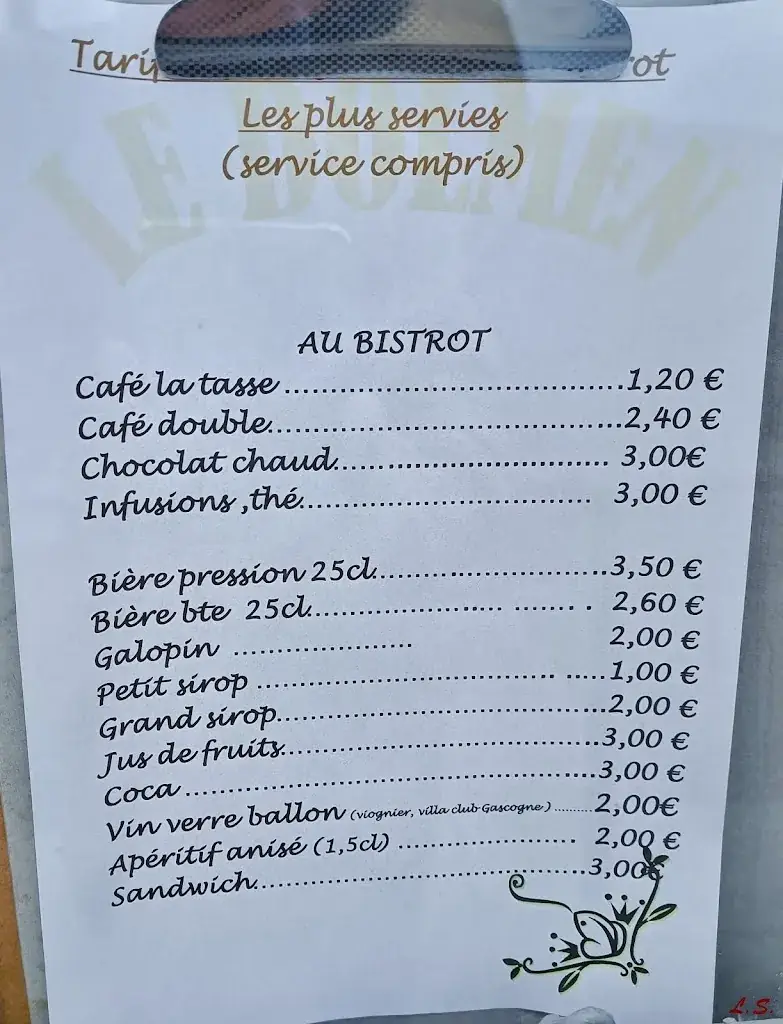 LE DOLMEN
Les plus servies
(service compris)
AU BISTROT
Café la tasse.....................................1,20 €
Café double......................................2,40 €
Chocolat chaud.............................. 3,00€
Infusions ,thé................................ 3,00 €
Bière pression 25cl.........................3,50 €
Bière bte 25cl..................... ....... . 2,60 €
Galopin .................... 2,00 €
Petit sirop ................................. .....1,00 €
Grand sirop....................................2,00 €
Jus de fruits...................................3,00 €
Coca .............................................3,00 €
Vin verre ballon (viognier, villa club Gascogne) ..........2,00€
Apéritif anisé (1,5cl) .................... 2,00 €
Sandwich......................................3,00€
L.S.